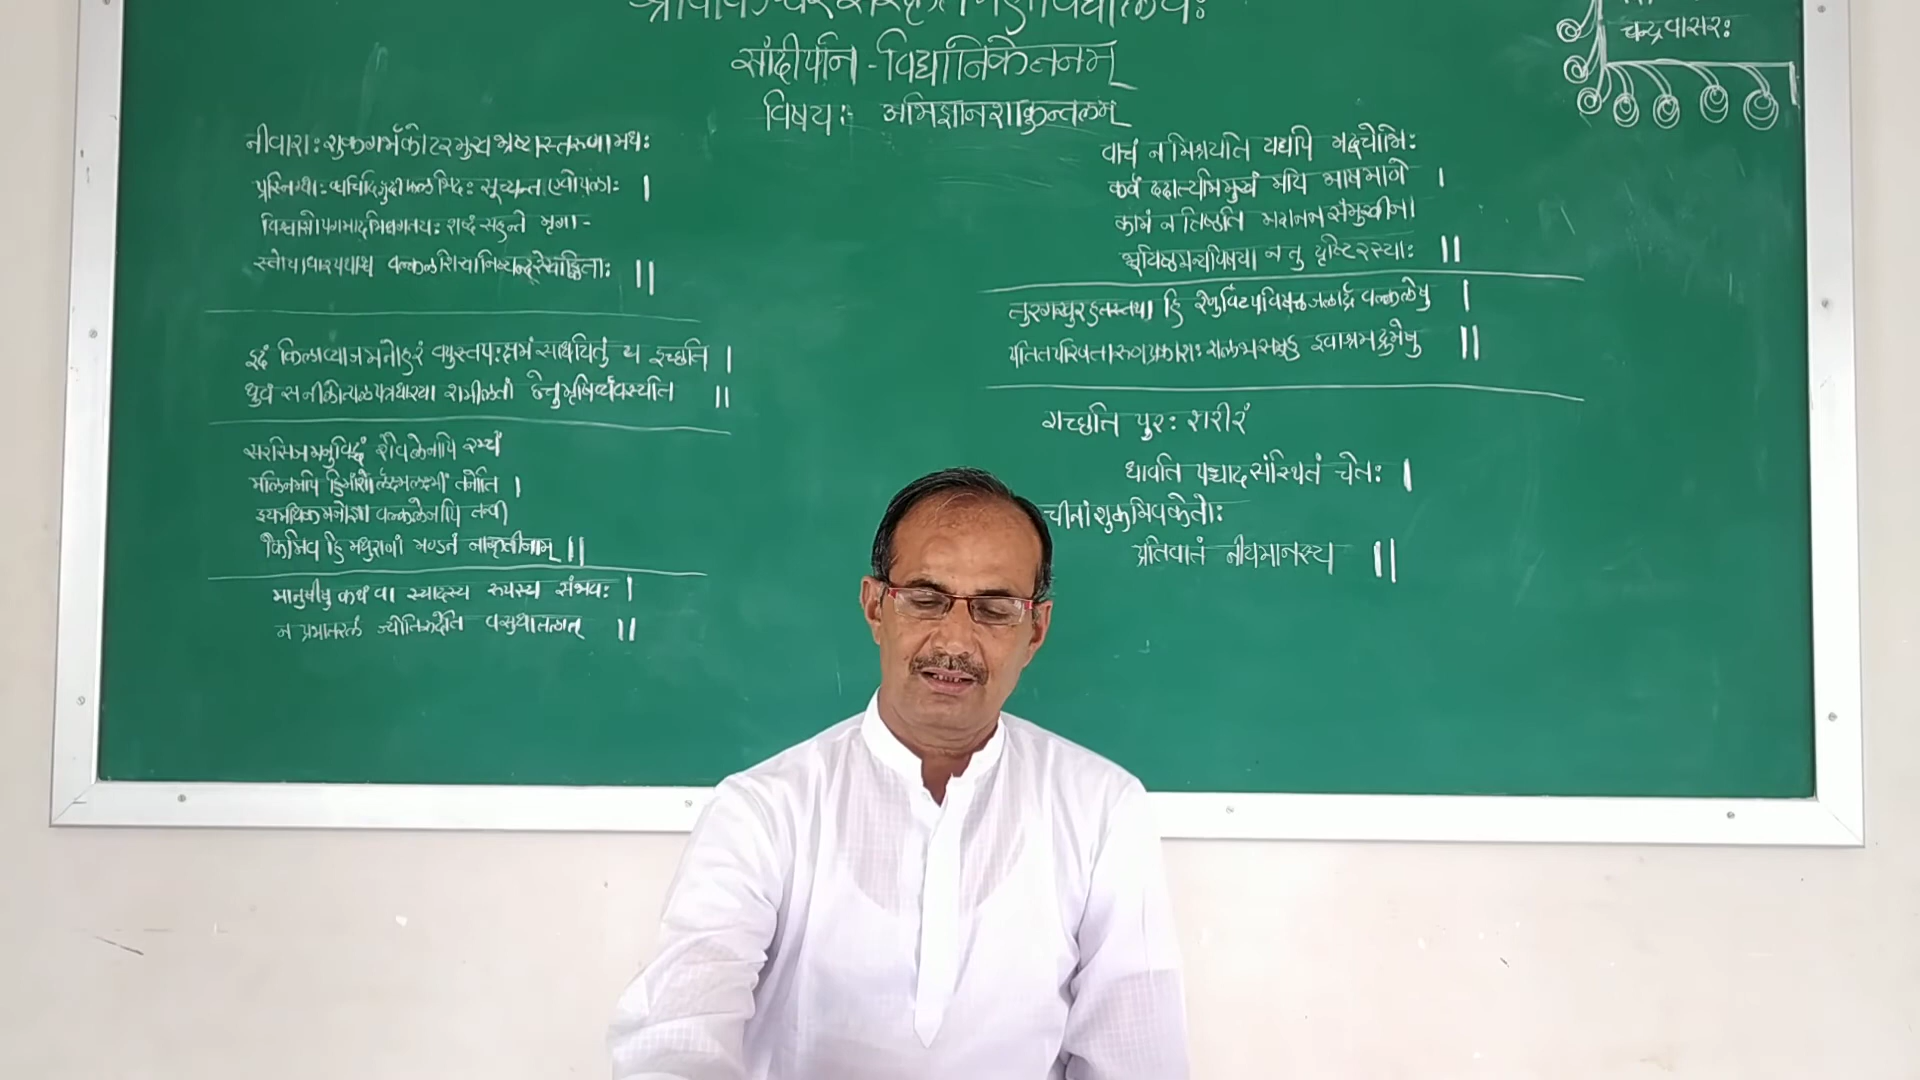 सांदीपनि - विद्यानिकेतनम्
विषयः- अभिज्ञानशाकुन्तलम्
चन्द्रवासरः
नीवाराः शुकगर्भकोटरमुखभ्रष्टास्तरुणामधः
प्रस्निग्धाः क्वचिदिङ्गुदीफलभिदः सूच्यन्त एवोपलाः ।
विश्वासोपगमादभिन्नगतयः शब्दं सहन्ते मृगा-
स्तोयाधारपथाश्च वल्कलशिखानिष्यन्दरेखाङ्किताः ॥
इदं किलाव्याजमनोहरं वपुस्तपःक्षमं साधयितुं य इच्छति ।
ध्रुवं स नीलोत्पलपत्रधारया शमीलतां छेत्तुमृषिर्व्यवस्यति ॥
सरसिजमनुविद्धं शैवलेनापि रम्यं
मलिनमपि हिमांशोर्लक्ष्म लक्ष्मीं तनोति ।
इयमधिकमनोज्ञा वल्कलेनापि तन्वी
किमिव हि मधुराणां मण्डनं नाकृतीनाम् ॥
मानुषीषु कथं वा स्यादस्य रूपस्य संभवः ।
न प्रभातरलं ज्योतिरुदेति वसुधातलात् ॥
वाचं न मिश्रयति यद्यपि मद्वचोभिः
कर्णं ददात्यभिमुखं मयि भाषमाणे ।
कामं न तिष्ठति मदाननसंमुखीना
भूयिष्ठमन्यविषया न तु दृष्टिरस्याः ॥
तुरगखुरहतस्तथा हि रेणुर्विटपविषक्तजलार्द्रवल्कलेषु ।
पतति परिणतारुणप्रकाशः शलभसमूह इवाश्रमद्रुमेषु ॥
गच्छति पुरः शरीरं
धावति पश्चादसंस्थितं चेतः ।
चीनांशुकमिव केतोः
प्रतिवातं नीयमानस्य ॥